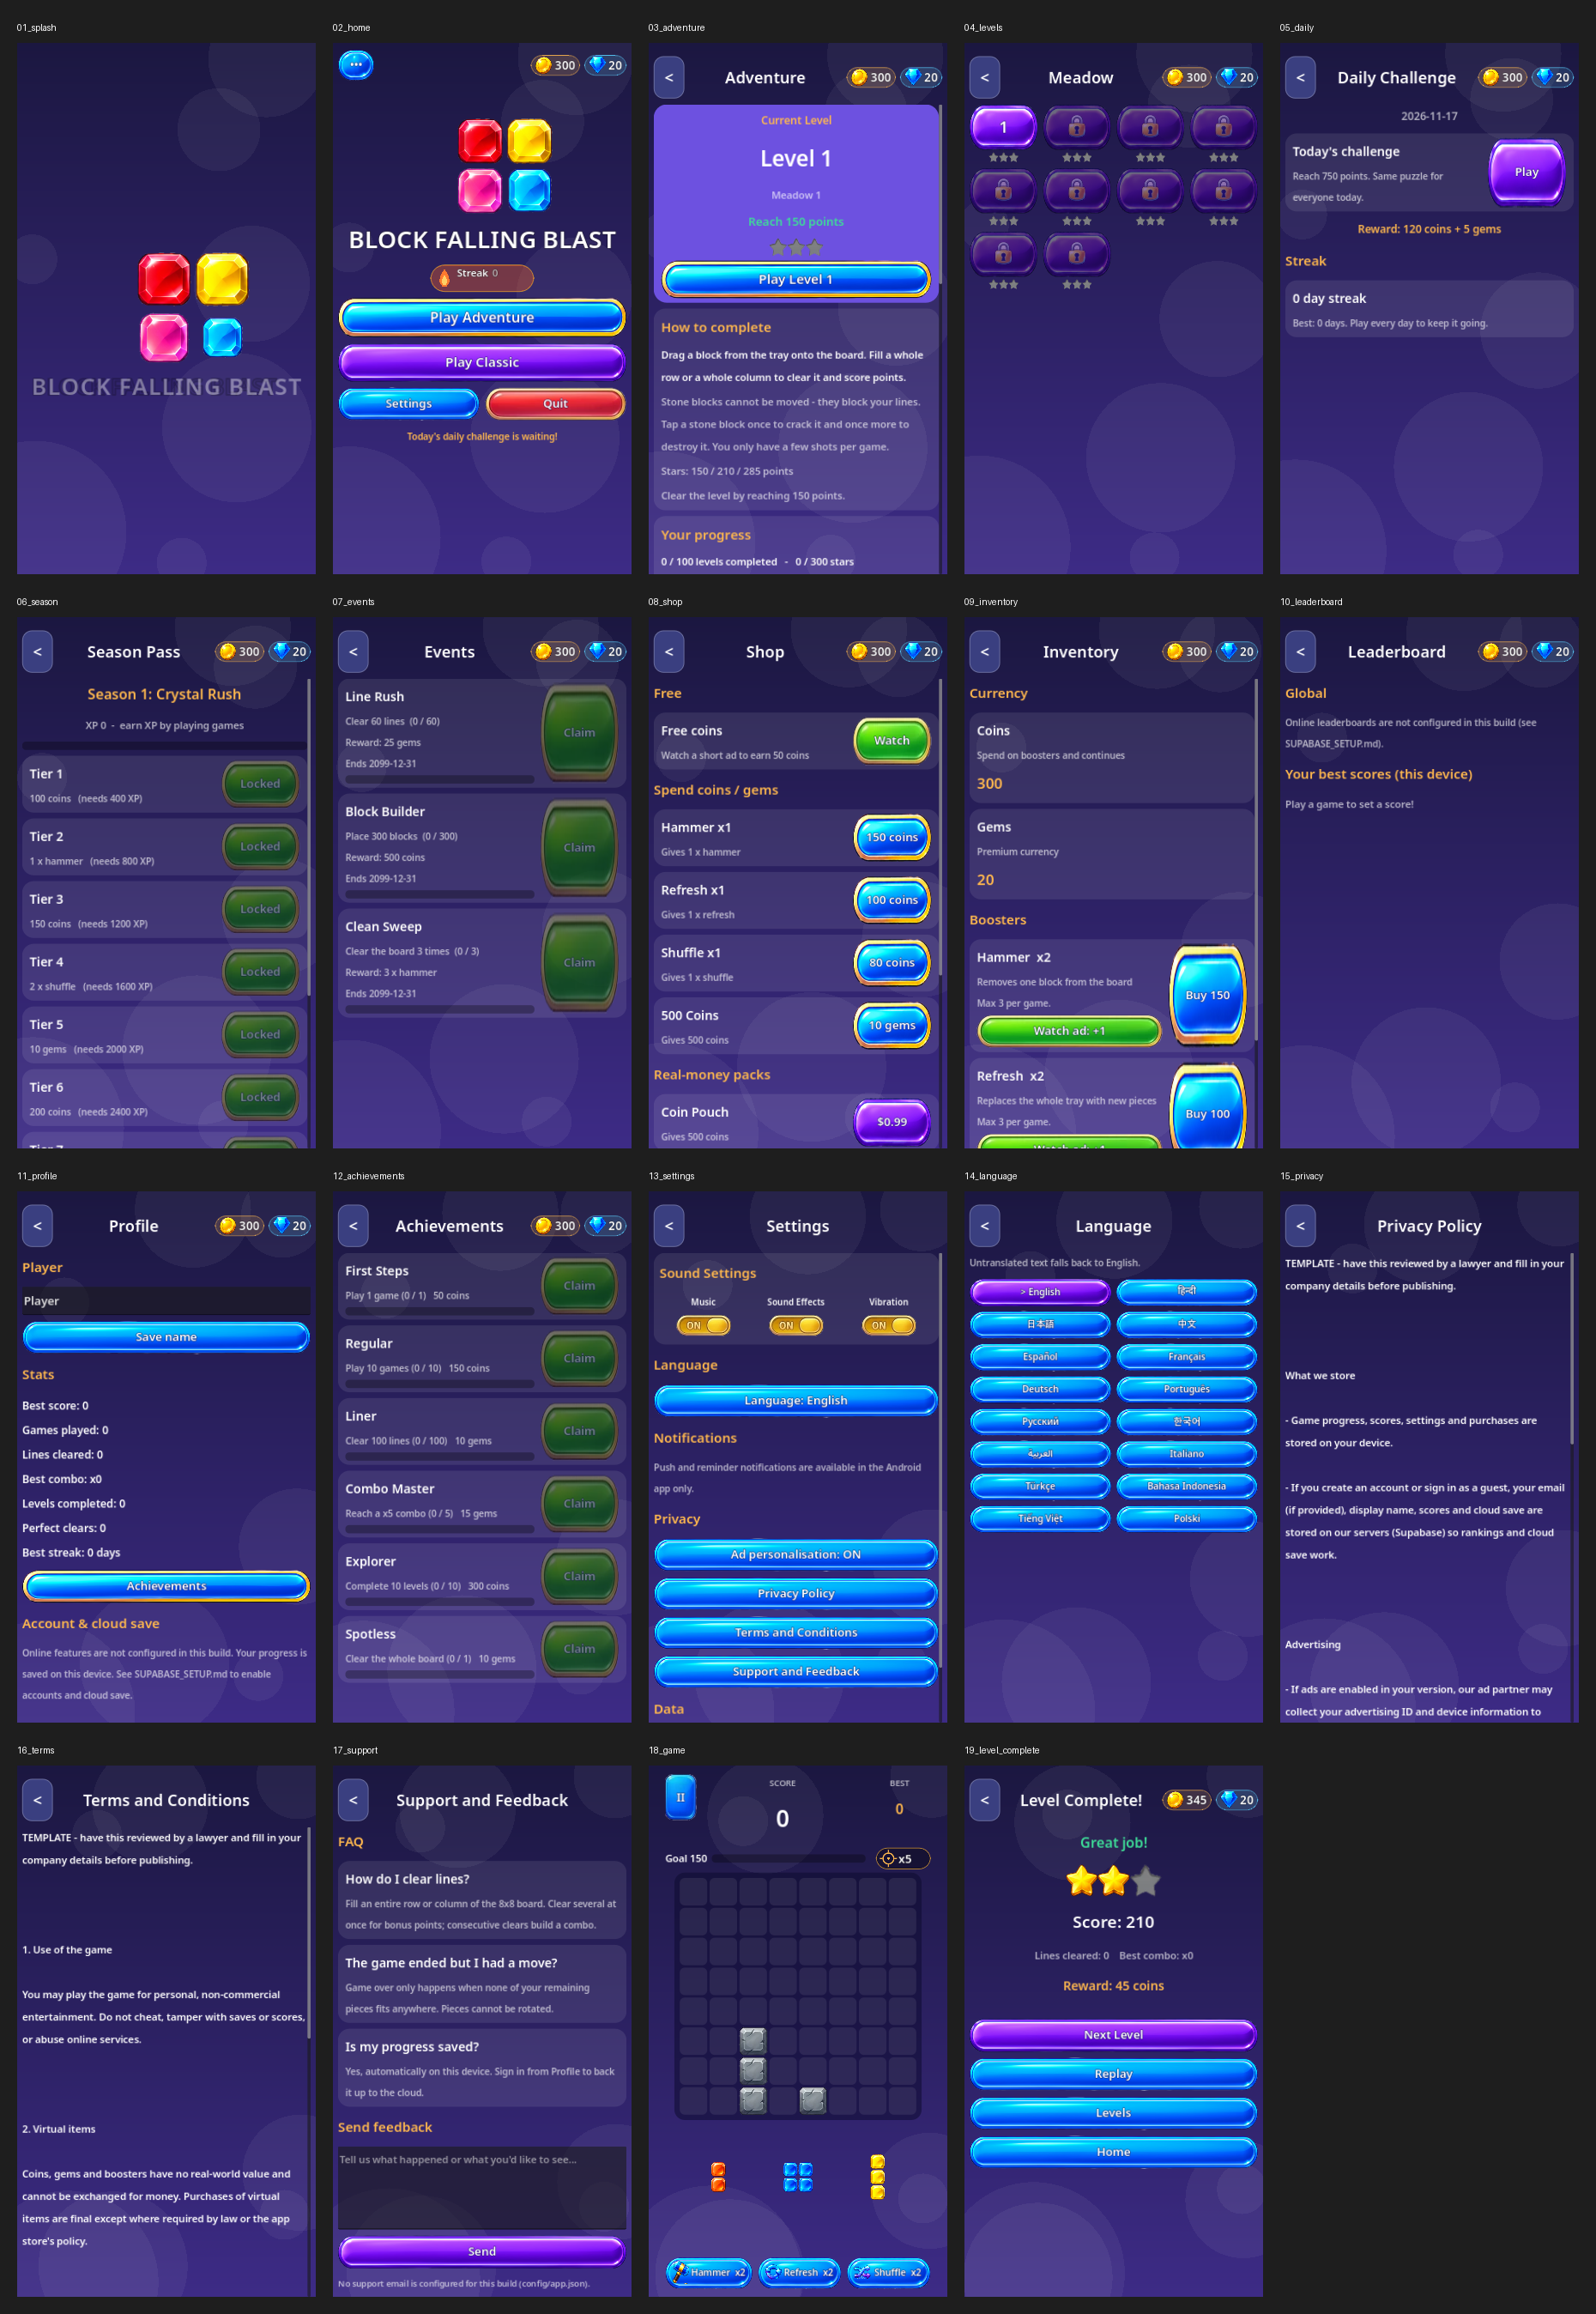 01_splash
BLOCK FALLING BLAST
02_home
...
300
20
BLOCK FALLING BLAST
Streak 0
Play Adventure
Play Classic
Settings
Quit
Today's daily challenge is waiting!
03_adventure
<
Adventure
300
20
Current Level
Level 1
Meadow 1
Reach 150 points
Play Level 1
How to complete
Drag a block from the tray onto the board. Fill a whole
row or a whole column to clear it and score points.
Stone blocks cannot be moved - they block your lines.
Tap a stone block once to crack it and once more to
destroy it. You only have a few shots per game.
Stars: 150 / 210 / 285 points
Clear the level by reaching 150 points.
Your progress
0 / 100 levels completed - 0 / 300 stars
04_levels
<
Meadow
300
20
1
05_daily
<
Daily Challenge
300
20
2026-11-17
Today's challenge
Reach 750 points. Same puzzle for
everyone today.
Play
Reward: 120 coins + 5 gems
Streak
0 day streak
Best: 0 days. Play every day to keep it going.
06_season
<
Season Pass
300
20
Season 1: Crystal Rush
XP 0 - earn XP by playing games
Tier 1
100 coins (needs 400 XP)
Locked
Tier 2
1 x hammer (needs 800 XP)
Locked
Tier 3
150 coins (needs 1200 XP)
Locked
Tier 4
2 x shuffle (needs 1600 XP)
Locked
Tier 5
10 gems (needs 2000 XP)
Locked
Tier 6
200 coins (needs 2400 XP)
Locked
07_events
<
Events
300
20
Line Rush
Clear 60 lines (0 / 60)
Reward: 25 gems
Ends 2099-12-31
Claim
Block Builder
Place 300 blocks (0 / 300)
Reward: 500 coins
Ends 2099-12-31
Claim
Clean Sweep
Clear the board 3 times (0 / 3)
Reward: 3 x hammer
Ends 2099-12-31
Claim
08_shop
<
Shop
300
20
Free
Free coins
Watch a short ad to earn 50 coins
Watch
Spend coins / gems
Hammer x1
Gives 1 x hammer
150 coins
Refresh x1
Gives 1 x refresh
100 coins
Shuffle x1
Gives 1 x shuffle
80 coins
500 Coins
Gives 500 coins
10 gems
Real-money packs
Coin Pouch
Gives 500 coins
$0.99
09_inventory
<
Inventory
300
20
Currency
Coins
Spend on boosters and continues
300
Gems
Premium currency
20
Boosters
Hammer x2
Removes one block from the board
Max 3 per game.
Watch ad: +1
Buy 150
Refresh x2
Replaces the whole tray with new pieces
Max 3 per game.
Buy 100
10_leaderboard
<
Leaderboard
300
20
Global
Online leaderboards are not configured in this build (see
SUPABASE_SETUP.md).
Your best scores (this device)
Play a game to set a score!
11_profile
<
Profile
300
20
Player
Player
Save name
Stats
Best score: 0
Games played: 0
Lines cleared: 0
Best combo: x0
Levels completed: 0
Perfect clears: 0
Best streak: 0 days
Achievements
Account & cloud save
Online features are not configured in this build. Your progress is
saved on this device. See SUPABASE_SETUP.md to enable
accounts and cloud save.
12_achievements
<
Achievements
300
20
First Steps
Play 1 game (0 / 1) 50 coins
Claim
Regular
Play 10 games (0 / 10) 150 coins
Claim
Liner
Clear 100 lines (0 / 100) 10 gems
Claim
Combo Master
Reach a x5 combo (0 / 5) 15 gems
Claim
Explorer
Complete 10 levels (0 / 10) 300 coins
Claim
Spotless
Clear the whole board (0 / 1) 10 gems
Claim
13_settings
<
Settings
Sound Settings
Music
Sound Effects
Vibration
ON
ON
ON
Language
Language: English
Notifications
Push and reminder notifications are available in the Android
app only.
Privacy
Ad personalisation: ON
Privacy Policy
Terms and Conditions
Support and Feedback
Data
14_language
<
Language
Untranslated text falls back to English.
> English
हिन्दी
日本語
中文
Español
Français
Deutsch
Português
Русский
한국어
العربية
Italiano
Türkçe
Bahasa Indonesia
Tiếng Việt
Polski
15_privacy
<
Privacy Policy
TEMPLATE - have this reviewed by a lawyer and fill in your
company details before publishing.
What we store
- Game progress, scores, settings and purchases are
stored on your device.
- If you create an account or sign in as a guest, your email
(if provided), display name, scores and cloud save are
stored on our servers (Supabase) so rankings and cloud
save work.
Advertising
- If ads are enabled in your version, our ad partner may
collect your advertising ID and device information to
16_terms
<
Terms and Conditions
TEMPLATE - have this reviewed by a lawyer and fill in your
company details before publishing.
1. Use of the game
You may play the game for personal, non-commercial
entertainment. Do not cheat, tamper with saves or scores,
or abuse online services.
2. Virtual items
Coins, gems and boosters have no real-world value and
cannot be exchanged for money. Purchases of virtual
items are final except where required by law or the app
store's policy.
17_support
<
Support and Feedback
FAQ
How do I clear lines?
Fill an entire row or column of the 8x8 board. Clear several at
once for bonus points; consecutive clears build a combo.
The game ended but I had a move?
Game over only happens when none of your remaining
pieces fits anywhere. Pieces cannot be rotated.
Is my progress saved?
Yes, automatically on this device. Sign in from Profile to back
it up to the cloud.
Send feedback
Tell us what happened or what you'd like to see...
Send
No support email is configured for this build (config/app.json).
18_game
II
SCORE
0
BEST
0
Goal 150
x5
Hammer x2
Refresh x2
Shuffle x2
19_level_complete
<
Level Complete!
345
20
Great job!
Score: 210
Lines cleared: 0 Best combo: x0
Reward: 45 coins
Next Level
Replay
Levels
Home